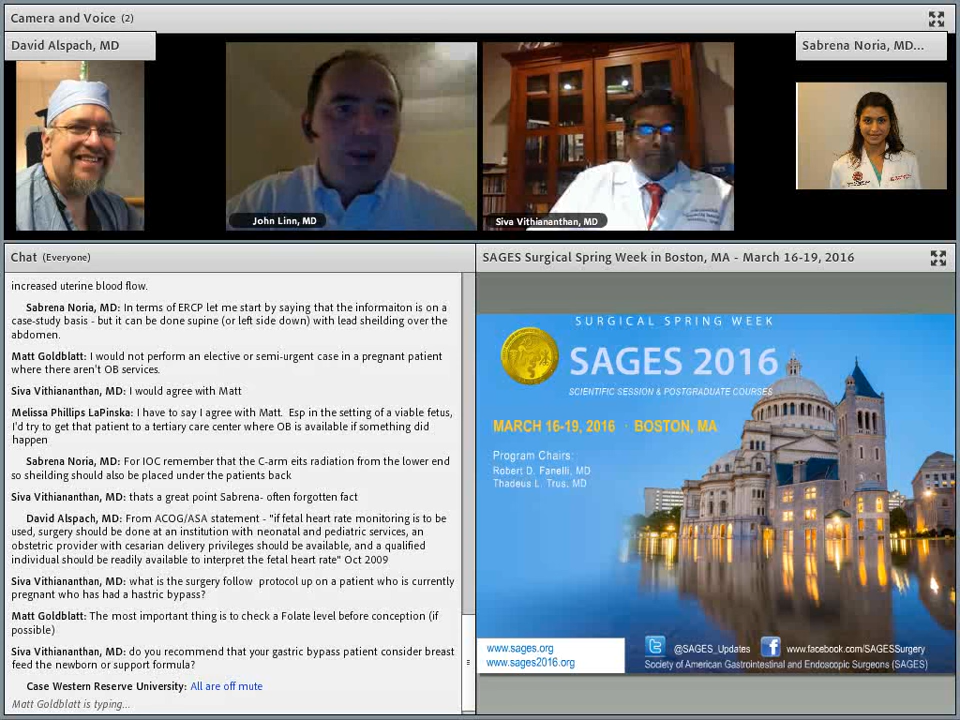 Camera and Voice (2)
David Alspach, MD
Sabrena Noria, MD...
John Linn, MD
Siva Vithiananthan, MD
Chat (Everyone)
increased uterine blood flow.
Sabrena Noria, MD: In terms of ERCP let me start by saying that the informaiton is on a
case-study basis - but it can be done supine (or left side down) with lead sheilding over the
abdomen.
Matt Goldblatt: I would not perform an elective or semi-urgent case in a pregnant patient
where there aren't OB services.
Siva Vithiananthan, MD: I would agree with Matt
Melissa Phillips LaPinska: I have to say I agree with Matt. Esp in the setting of a viable fetus,
I'd try to get that patient to a tertiary care center where OB is available if something did
happen
Sabrena Noria, MD: For IOC remember that the C-arm eits radiation from the lower end
so sheilding should also be placed under the patients back
Siva Vithiananthan, MD: thats a great point Sabrena- often forgotten fact
David Alspach, MD: From ACOG/ASA statement - "if fetal heart rate monitoring is to be
used, surgery should be done at an institution with neonatal and pediatric services, an
obstetric provider with cesarian delivery privileges should be available, and a qualified
individual should be readily available to interpret the fetal heart rate" Oct 2009
Siva Vithiananthan, MD: what is the surgery follow protocol up on a patient who is currently
pregnant who has had a hastric bypass?
Matt Goldblatt: The most important thing is to check a Folate level before conception (if
possible)
Siva Vithiananthan, MD: do you recommend that your gastric bypass patient consider breast
feed the newborn or support formula?
Case Western Reserve University: All are off mute
Matt Goldblatt is typing...
SAGES Surgical Spring Week in Boston, MA - March 16-19, 2016
SURGICAL SPRING WEEK
SAGES 2016
SCIENTIFIC SESSION & POSTGRADUATE COURSES
MARCH 16-19, 2016 · BOSTON, MA
Program Chairs:
Robert D. Fanelli, MD
Thadeus L. Trus, MD
www.sages.org
www.sages2016.org
@SAGES_Updates
www.facebook.com/SAGESSurgery
Society of American Gastrointestinal and Endoscopic Surgeons (SAGES)